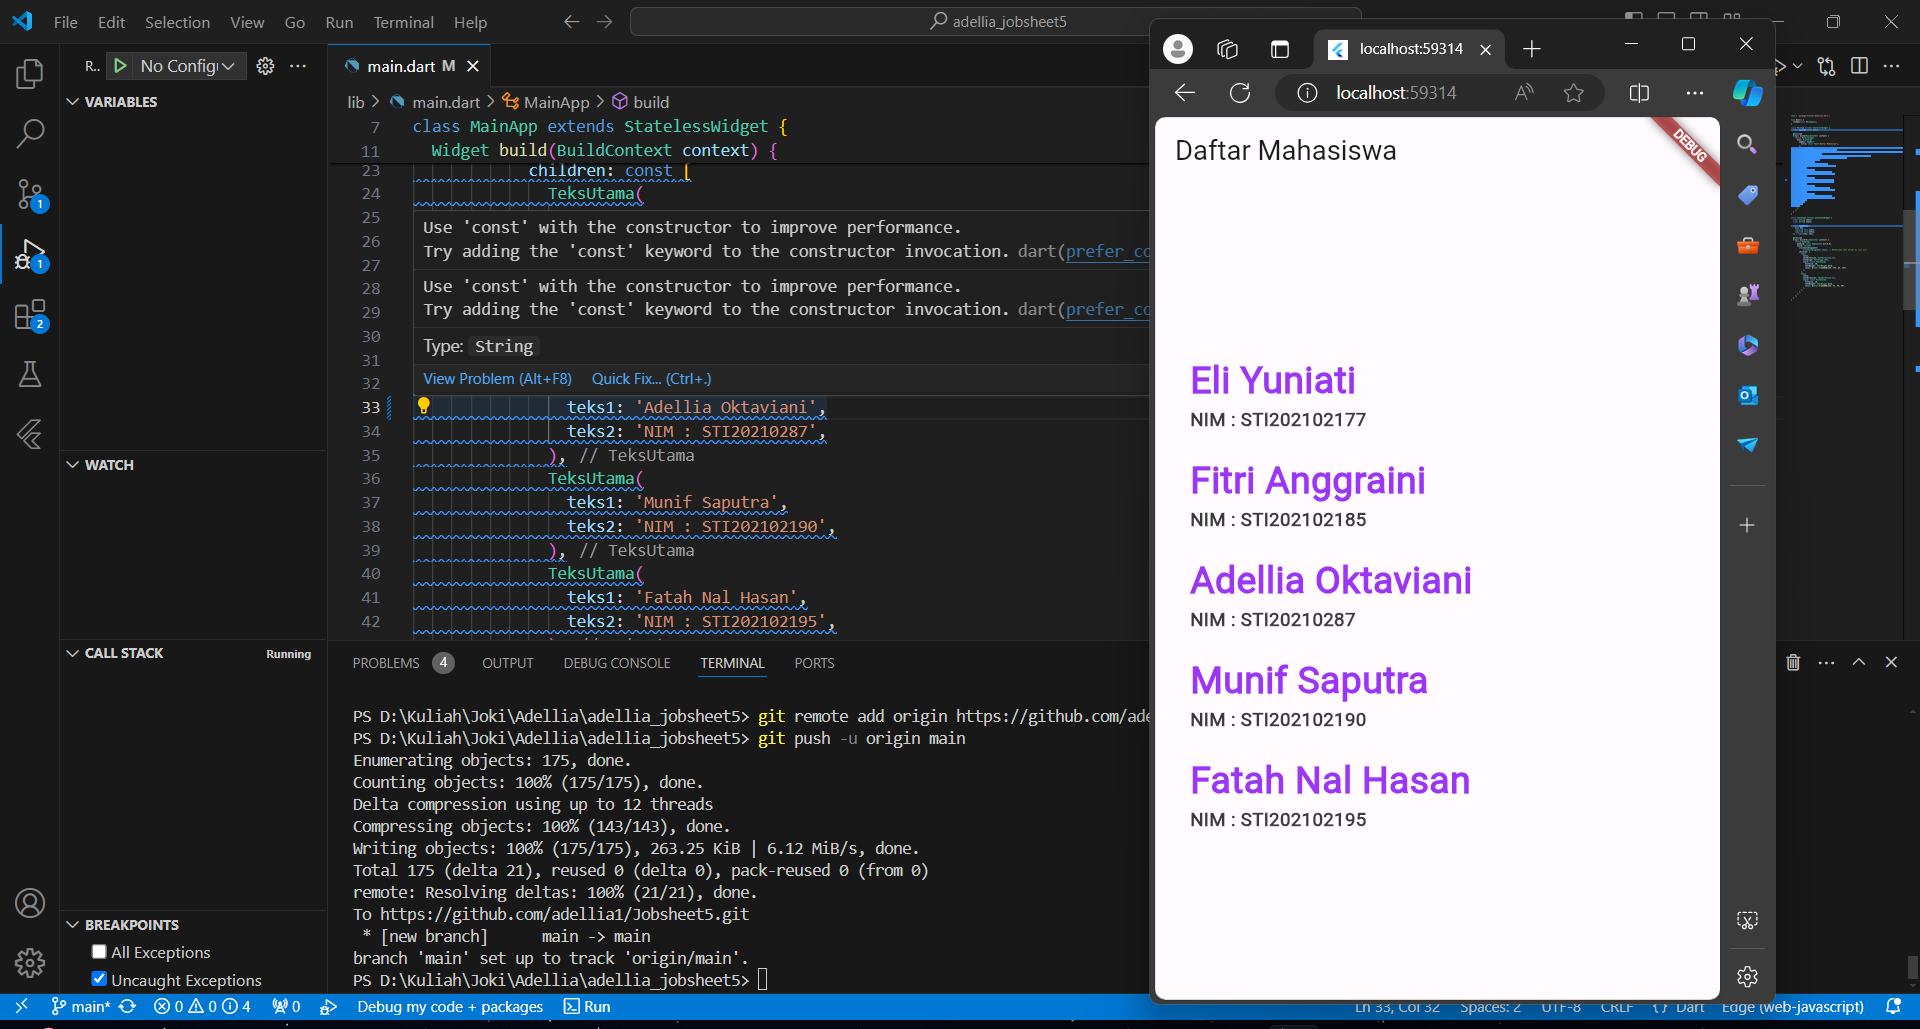 File Edit Selection View Go Run Terminal Help
adellia_jobsheet5
R.. No Config
VARIABLES
WATCH
CALL STACK Running
BREAKPOINTS
All Exceptions
Uncaught Exceptions
1
1
2
main.dart M
lib > main.dart > MainApp > build
7 class MainApp extends StatelessWidget {
11 Widget build(BuildContext context) {
23 children: const [
24 TeksUtama(
25
26
27
28
29
30
31
32
Use 'const' with the constructor to improve performance.
Try adding the 'const' keyword to the constructor invocation. dart(prefer_co
Use 'const' with the constructor to improve performance.
Try adding the 'const' keyword to the constructor invocation. dart(prefer_co
Type: String
View Problem (Alt+F8) Quick Fix... (Ctrl+.)
33 teks1: 'Adellia Oktaviani',
34 teks2: 'NIM : STI20210287',
35 ), // TeksUtama
36 TeksUtama(
37 teks1: 'Munif Saputra',
38 teks2: 'NIM : STI202102190',
39 ), // TeksUtama
40 TeksUtama(
41 teks1: 'Fatah Nal Hasan',
42 teks2: 'NIM : STI202102195',
PROBLEMS 4 OUTPUT DEBUG CONSOLE TERMINAL PORTS
PS D:\Kuliah\Joki\Adellia\adellia_jobsheet5> git remote add origin https://github.com/ade
PS D:\Kuliah\Joki\Adellia\adellia_jobsheet5> git push -u origin main
Enumerating objects: 175, done.
Counting objects: 100% (175/175), done.
Delta compression using up to 12 threads
Compressing objects: 100% (143/143), done.
Writing objects: 100% (175/175), 263.25 KiB | 6.12 MiB/s, done.
Total 175 (delta 21), reused 0 (delta 0), pack-reused 0 (from 0)
remote: Resolving deltas: 100% (21/21), done.
To https://github.com/adellia1/Jobsheet5.git
* [new branch] main -> main
branch 'main' set up to track 'origin/main'.
PS D:\Kuliah\Joki\Adellia\adellia_jobsheet5>
localhost:59314
localhost:59314
Daftar Mahasiswa
DEBUG
Eli Yuniati
NIM : STI202102177
Fitri Anggraini
NIM : STI202102185
Adellia Oktaviani
NIM : STI20210287
Munif Saputra
NIM : STI202102190
Fatah Nal Hasan
NIM : STI202102195
main* 0 0 4 0 Debug my code + packages Run Ln 33, Col 32 Spaces: 2 UTF-8 CRLF { } Dart Edge (web-javascript)